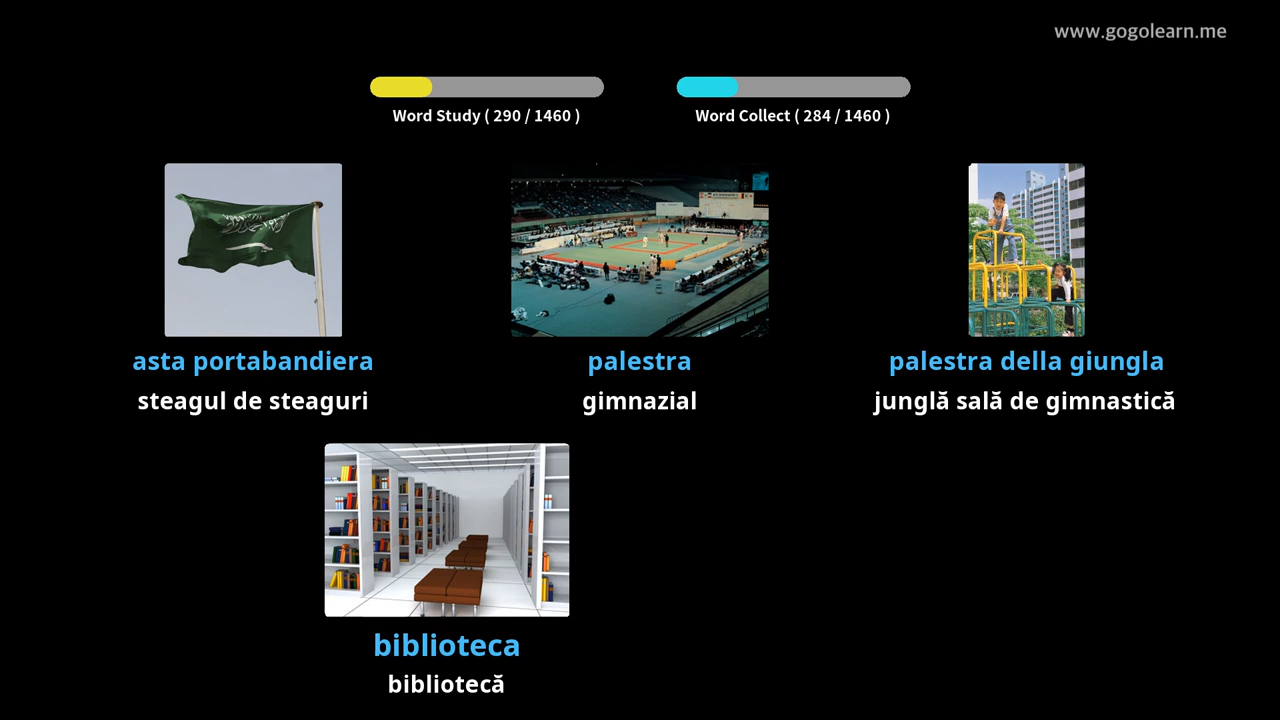 www.gogolearn.me
Word Study ( 290 / 1460 )
Word Collect ( 284 / 1460 )
asta portabandiera
palestra
palestra della giungla
steagul de steaguri
gimnazial
junglă sală de gimnastică
biblioteca
bibliotecă